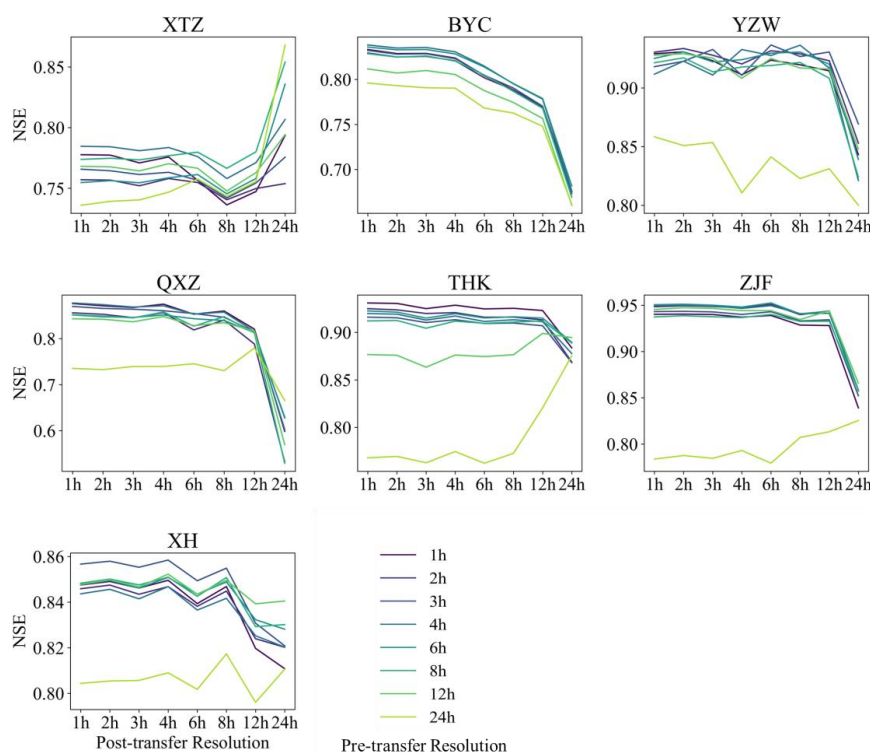 XTZ
BYC
YZW
NSE
0.85
0.80
0.75
1h 2h 3h 4h 6h 8h 12h 24h
0.80
0.75
0.70
1h 2h 3h 4h 6h 8h 12h 24h
0.90
0.85
0.80
1h 2h 3h 4h 6h 8h 12h 24h
QXZ
THK
ZJF
NSE
0.8
0.7
0.6
1h 2h 3h 4h 6h 8h 12h 24h
0.90
0.85
0.80
1h 2h 3h 4h 6h 8h 12h 24h
0.95
0.90
0.85
0.80
1h 2h 3h 4h 6h 8h 12h 24h
XH
NSE
0.86
0.84
0.82
0.80
1h 2h 3h 4h 6h 8h 12h 24h
Post-transfer Resolution
1h
2h
3h
4h
6h
8h
12h
24h
Pre-transfer Resolution